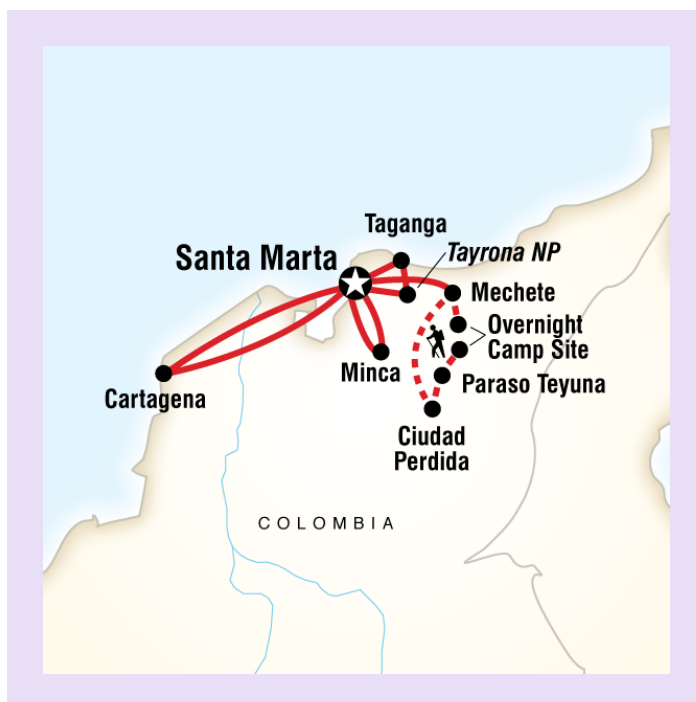 Taganga
Santa Marta
Tayrona NP
Mechete
Overnight
Camp Site
Minca
Paraso Teyuna
Cartagena
Ciudad
Perdida
COLOMBIA